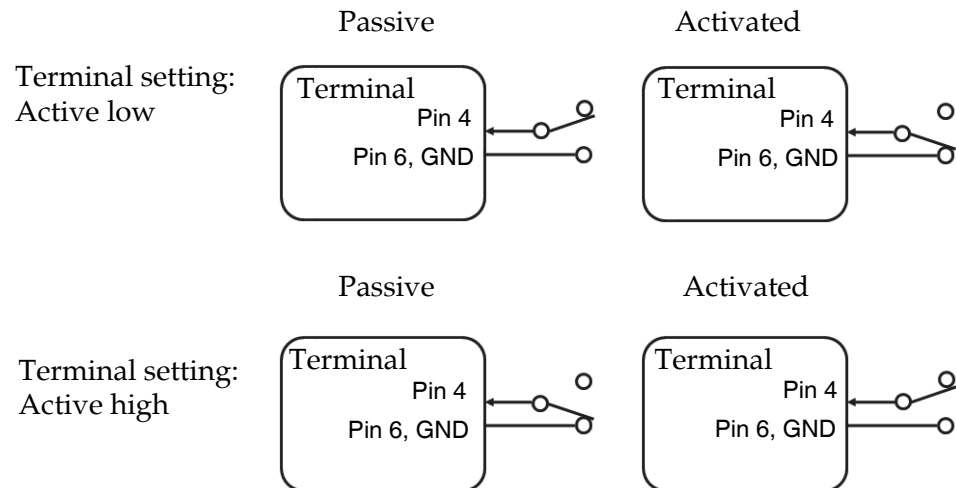 Passive
Activated
Terminal setting:
Active low
Terminal
Pin 4
Pin 6, GND
Terminal
Pin 4
Pin 6, GND
Passive
Activated
Terminal setting:
Active high
Terminal
Pin 4
Pin 6, GND
Terminal
Pin 4
Pin 6, GND